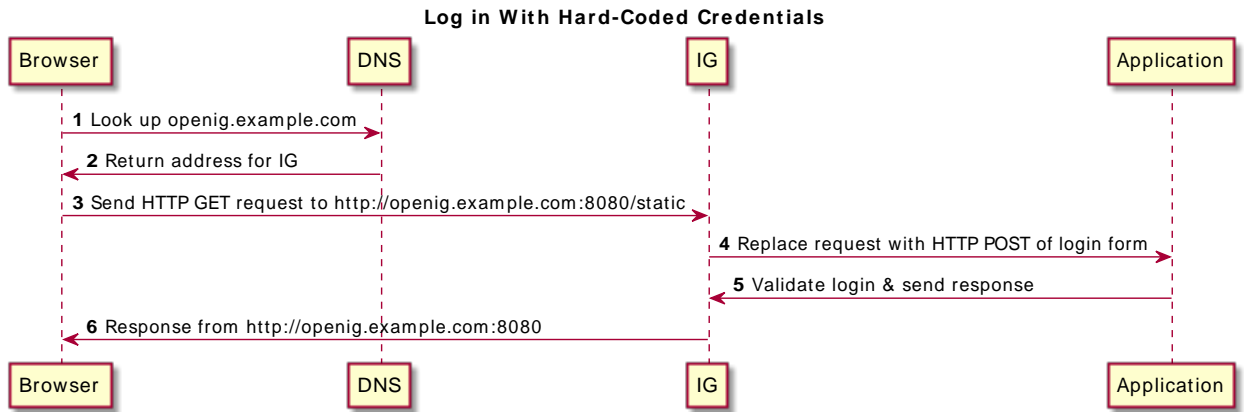 Log in With Hard-Coded Credentials
Browser DNS IG Application
1 Look up openig.example.com
2 Return address for IG
3 Send HTTP GET request to http://openig.example.com:8080/static
4 Replace request with HTTP POST of login form
5 Validate login & send response
6 Response from http://openig.example.com:8080
Browser DNS IG Application